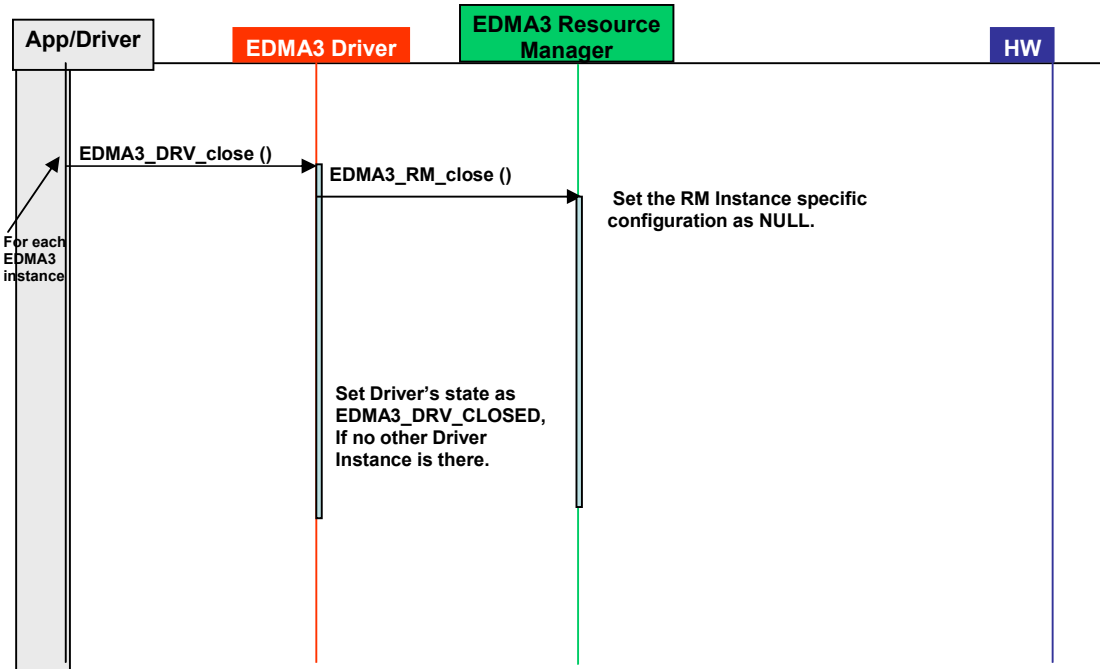 App/Driver
EDMA3 Driver
EDMA3 Resource
Manager
HW
EDMA3_DRV_close ()
EDMA3_RM_close ()
Set the RM Instance specific
configuration as NULL.
For each
EDMA3
instance
Set Driver's state as
EDMA3_DRV_CLOSED,
If no other Driver
Instance is there.